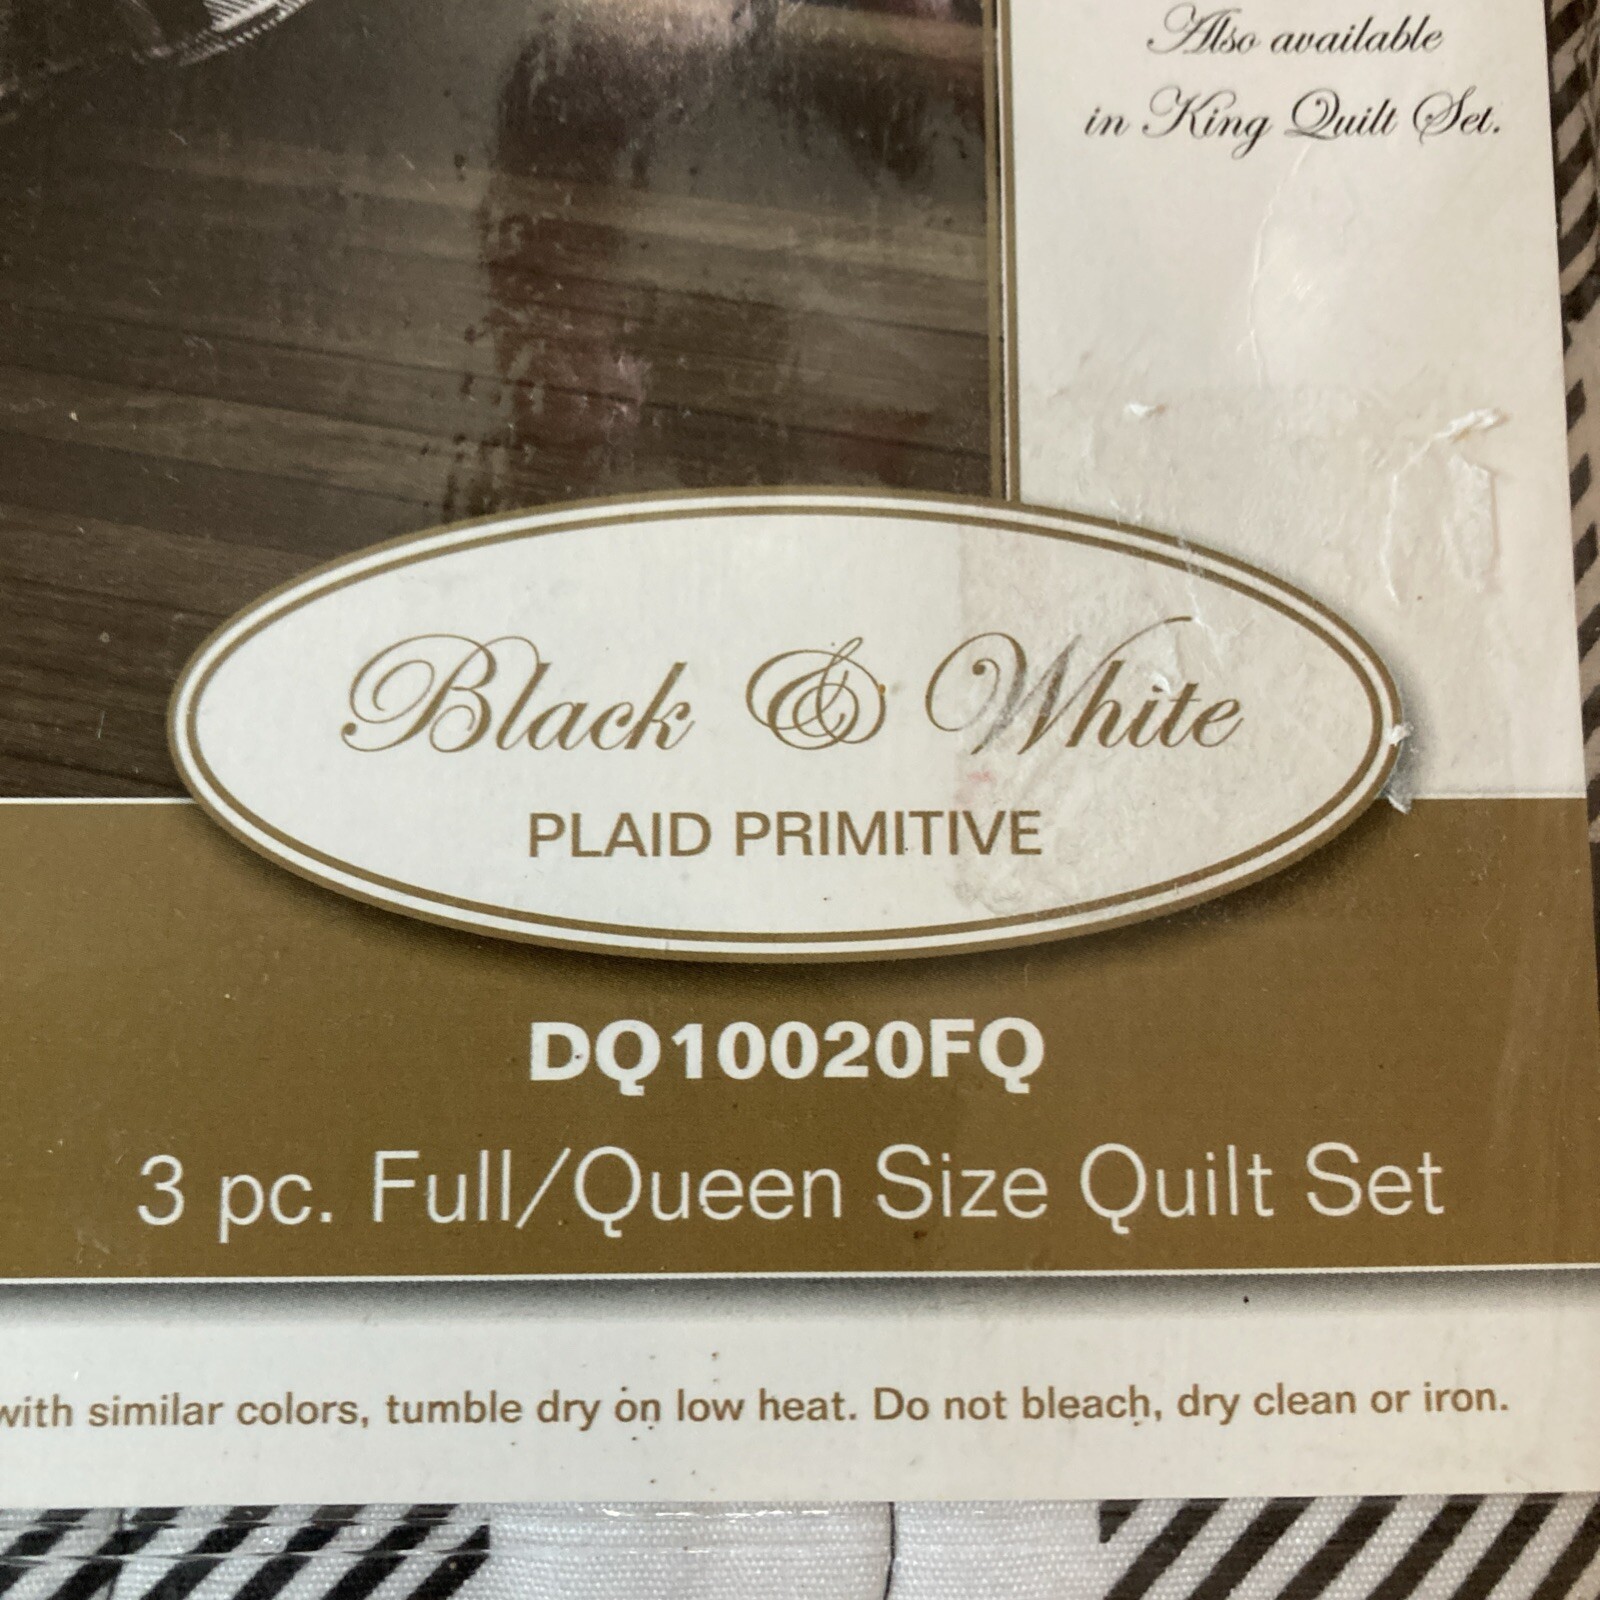 Also available
in King Quilt Set.
Black & White
PLAID PRIMITIVE
DQ10020FQ
3 pc. Full/Queen Size Quilt Set
with similar colors, tumble dry on low heat. Do not bleach, dry clean or iron.